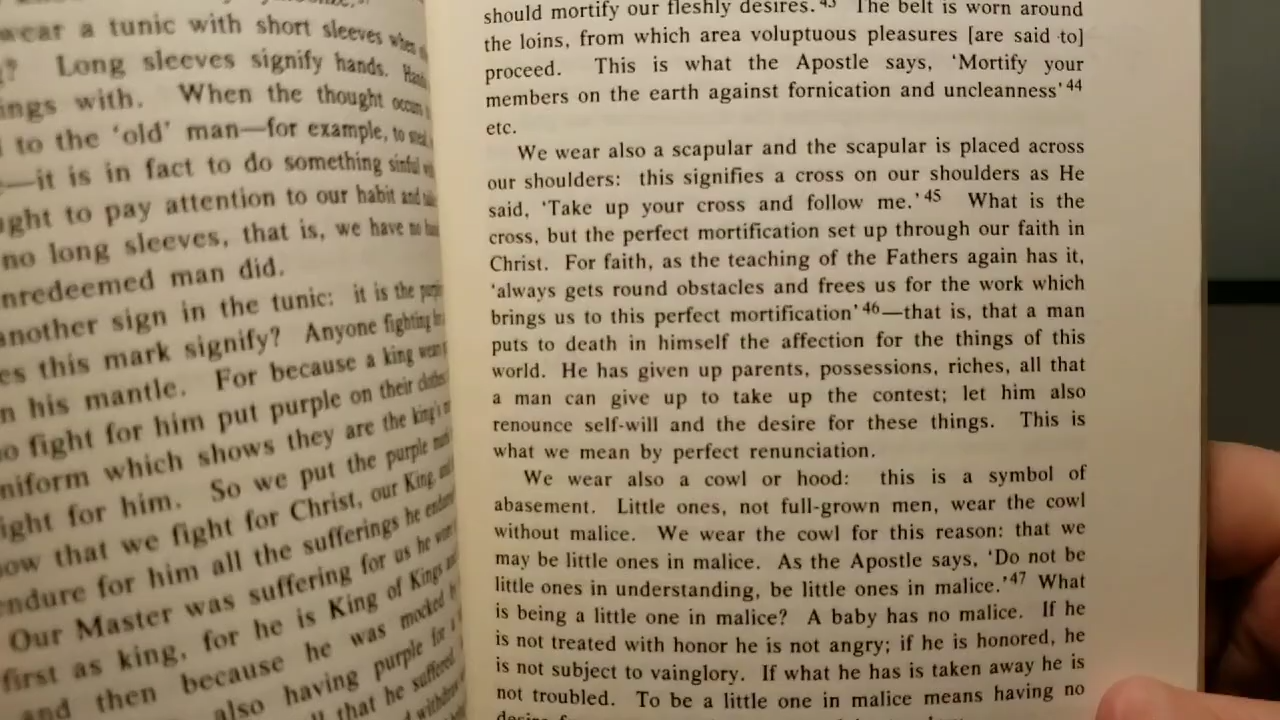 wear a tunic with short sleeves when
Long sleeves signify hands.
ings with. When the thought occurs
to the 'old' man—for example, to steal,
—it is in fact to do something sinful
ught to pay attention to our habit and
no long sleeves, that is, we have no
nredeemed man did.
another sign in the tunic: it is the
es this mark signify? Anyone fighting
n his mantle. For because a king
o fight for him put purple on their clothes
niform which shows they are the king's
ight for him. So we put the purple
ow that we fight for Christ, our King
endure for him all the sufferings he
Our Master was suffering for us he
first as king, for he is King of Kings
and then because he was mocked
also having purple for
that he suffered
should mortify our fleshly desires.⁴³ The belt is worn around
the loins, from which area voluptuous pleasures [are said to]
proceed. This is what the Apostle says, 'Mortify your
members on the earth against fornication and uncleanness'⁴⁴
etc.
We wear also a scapular and the scapular is placed across
our shoulders: this signifies a cross on our shoulders as He
said, 'Take up your cross and follow me.'⁴⁵ What is the
cross, but the perfect mortification set up through our faith in
Christ. For faith, as the teaching of the Fathers again has it,
'always gets round obstacles and frees us for the work which
brings us to this perfect mortification'⁴⁶—that is, that a man
puts to death in himself the affection for the things of this
world. He has given up parents, possessions, riches, all that
a man can give up to take up the contest; let him also
renounce self-will and the desire for these things. This is
what we mean by perfect renunciation.
We wear also a cowl or hood: this is a symbol of
abasement. Little ones, not full-grown men, wear the cowl
without malice. We wear the cowl for this reason: that we
may be little ones in malice. As the Apostle says, 'Do not be
little ones in understanding, be little ones in malice.'⁴⁷ What
is being a little one in malice? A baby has no malice. If he
is not treated with honor he is not angry; if he is honored, he
is not subject to vainglory. If what he has is taken away he is
not troubled. To be a little one in malice means having no